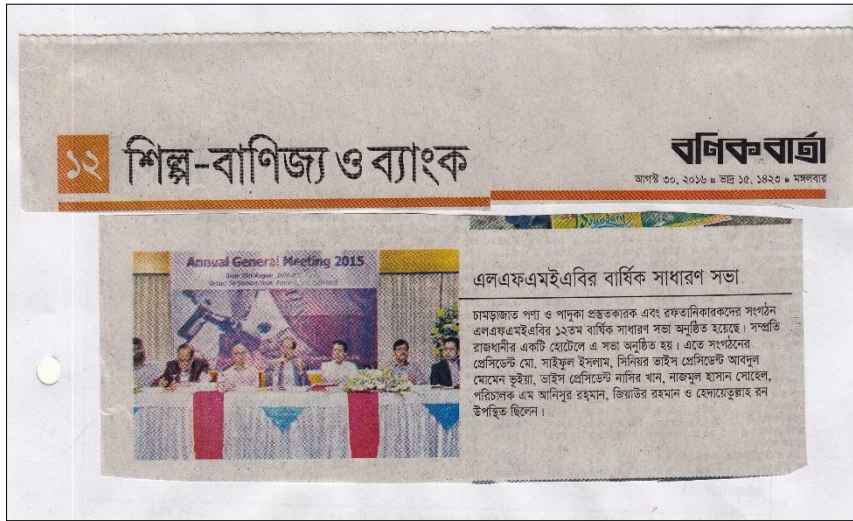 ১২ শিল্প-বাণিজ্য ও ব্যাংক
বণিক বার্তা
আগস্ট ৩০, ২০১৬ ■ ভাদ্র ১৫, ১৪২৩ ■ মঙ্গলবার
Annual General Meeting 2015
এলএফএমইএবির বার্ষিক সাধারণ সভা
চামড়াজাত পণ্য ও পাদুকা প্রস্তুতকারক এবং রফতানিকারকদের সংগঠন
এলএফএমইএবির ১২তম বার্ষিক সাধারণ সভা অনুষ্ঠিত হয়েছে। সম্প্রতি
রাজধানীর একটি হোটেলে এ সভা অনুষ্ঠিত হয়। এতে সংগঠনের
প্রেসিডেন্ট মো. সাইফুল ইসলাম, সিনিয়র ভাইস প্রেসিডেন্ট আবদুল
মোমেন ভূইয়া, ভাইস প্রেসিডেন্ট নাসির খান, নাজমুল হাসান সোহেল,
পরিচালক এম আনিসুর রহমান, জিয়াউর রহমান ও হেদায়েতুল্লাহ রন
উপস্থিত ছিলেন।